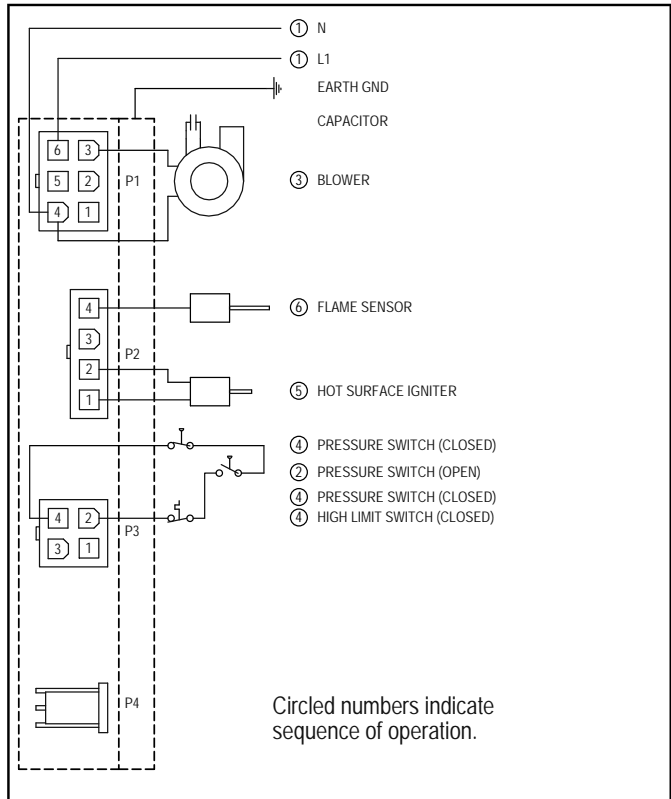 ① N
① L1
EARTH GND
CAPACITOR
6 3
5 2
4 1
P1
③ BLOWER
4
3
2
1
P2
⑥ FLAME SENSOR
⑤ HOT SURFACE IGNITER
④ PRESSURE SWITCH (CLOSED)
② PRESSURE SWITCH (OPEN)
④ PRESSURE SWITCH (CLOSED)
④ HIGH LIMIT SWITCH (CLOSED)
4 2
3 1
P3
P4
Circled numbers indicate
sequence of operation.